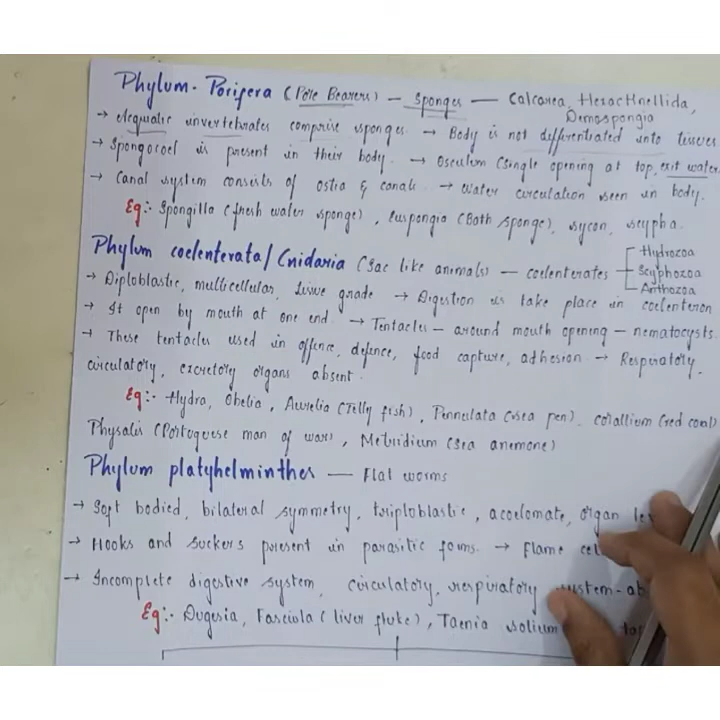 Phylum - Porifera (Pore Bearers) - Sponges - Calcarea, Hexactinellida,
Demospongia
→ Acquatic invertebrates comprise sponges. → Body is not differentiated into tissues
→ Spongocoel is present in their body. → Osculum (single opening at top, exit water
→ Canal system consists of ostia & canals → Water circulation seen in body.
Eg:- Spongilla (fresh water sponge), Euspongia (Bath sponge), sycon, scypha.
Phylum coelenterata/Cnidaria (Sac like animals) - coelenterates
Hydrozoa
Scyphozoa
Anthozoa
→ Diploblastic, multicellular, tissue grade → Digestion is take place in coelenteron
→ It open by mouth at one end. → Tentacles - around mouth opening - nematocysts.
→ These tentacles used in offence, defence, food capture, adhesion → Respiratory,
circulatory, excretory organs absent.
Eg:- Hydra, Obelia, Aurelia (Jelly fish), Pennulata (sea pen), corallium (red coal)
Physalis (Portoguese man of war), Metridium (Sea anemone)
Phylum platyhelminthes - Flat worms
→ Soft bodied, bilateral symmetry, triploblastic, acoelomate, organ
→ Hooks and suckers present in parasitic forms. → Flame
→ Incomplete digestive system, circulatory, respiratory system -
Eg:- Dugesia, Fasciola (liver fluke), Taenia solium